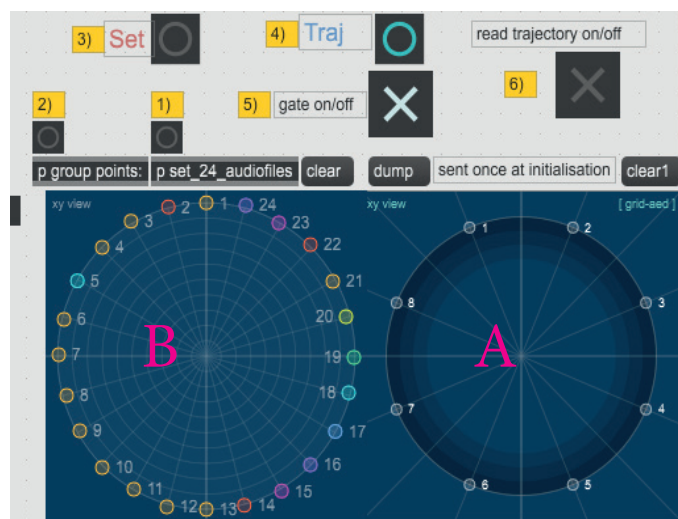 3) Set
4) Traj
read trajectory on/off
2)
1)
5) gate on/off
6)
p group points:
p set_24_audiofiles
clear
dump
sent once at initialisation
clear1
xy view
1
2
3
4
5
6
7
8
9
10
11
12
13
14
15
16
17
18
19
20
21
22
23
24
B
xy view
[ grid-aed ]
1
2
3
4
5
6
7
8
A